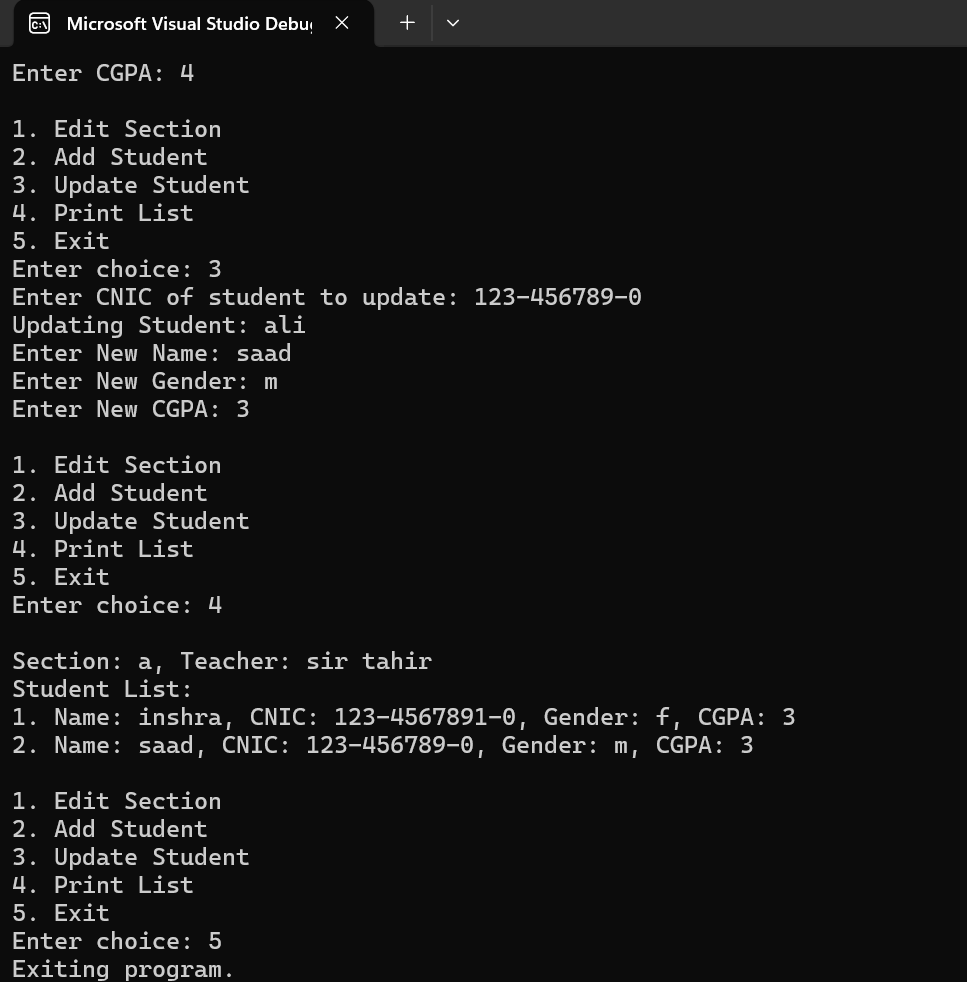 Microsoft Visual Studio Debu
Enter CGPA: 4
1. Edit Section
2. Add Student
3. Update Student
4. Print List
5. Exit
Enter choice: 3
Enter CNIC of student to update: 123-456789-0
Updating Student: ali
Enter New Name: saad
Enter New Gender: m
Enter New CGPA: 3
1. Edit Section
2. Add Student
3. Update Student
4. Print List
5. Exit
Enter choice: 4
Section: a, Teacher: sir tahir
Student List:
1. Name: inshra, CNIC: 123-4567891-0, Gender: f, CGPA: 3
2. Name: saad, CNIC: 123-456789-0, Gender: m, CGPA: 3
1. Edit Section
2. Add Student
3. Update Student
4. Print List
5. Exit
Enter choice: 5
Exiting program.